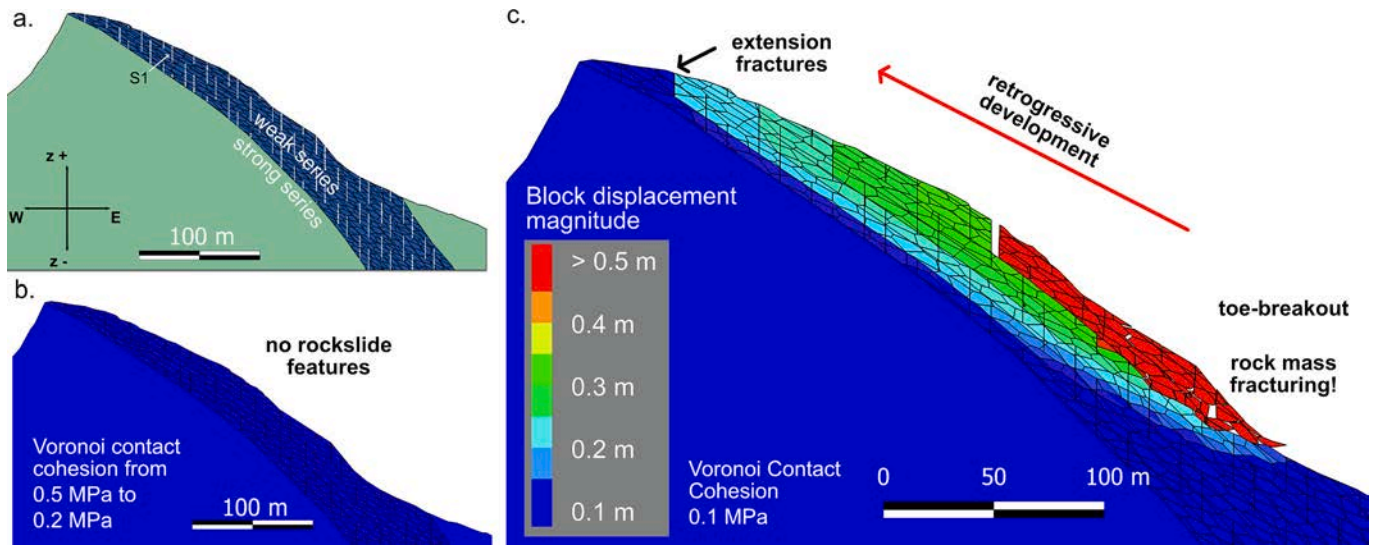 a.
S1
weak series
strong series
z +
W
E
z -
100 m
b.
no rockslide
features
Voronoi contact
cohesion from
0.5 MPa to
0.2 MPa
100 m
c.
extension
fractures
retrogressive
development
Block displacement
magnitude
> 0.5 m
0.4 m
0.3 m
0.2 m
0.1 m
toe-breakout
rock mass
fracturing!
Voronoi Contact
Cohesion
0.1 MPa
0
50
100 m